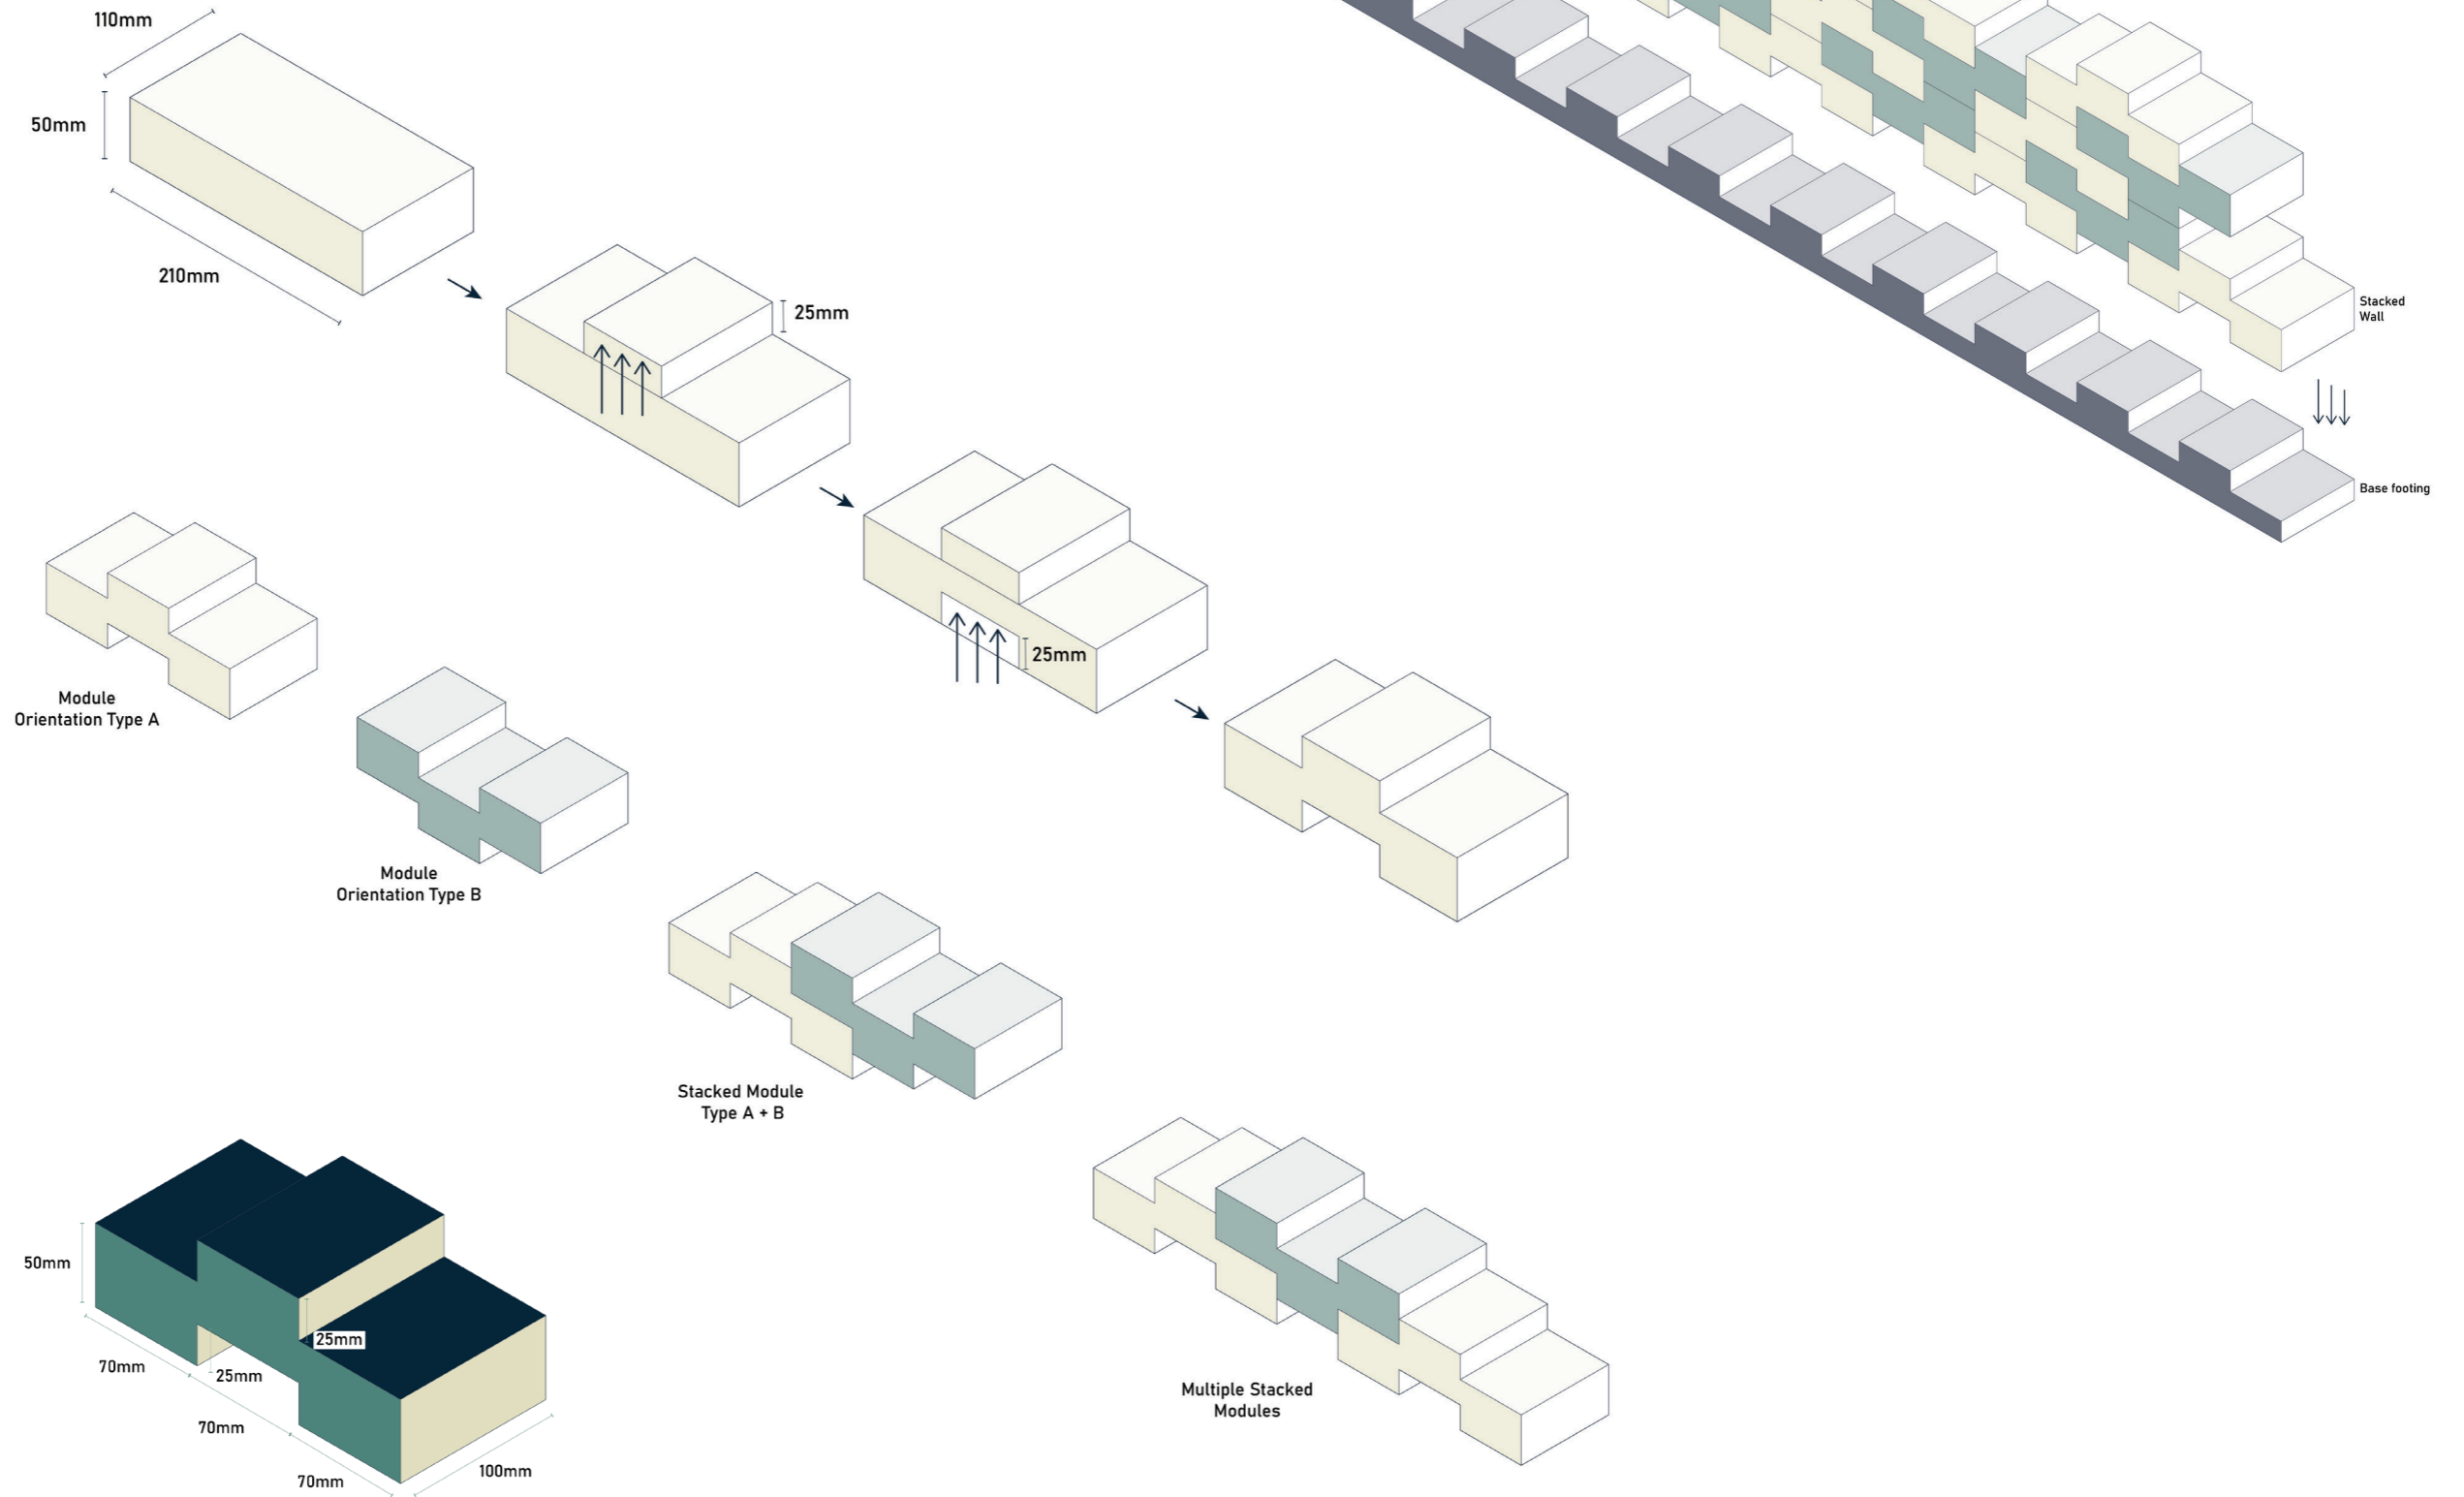 110mm
50mm
210mm
25mm
25mm
Stacked
Wall
Base footing
Module
Orientation Type A
Module
Orientation Type B
Stacked Module
Type A + B
Multiple Stacked
Modules
50mm
25mm
70mm
25mm
70mm
70mm
100mm